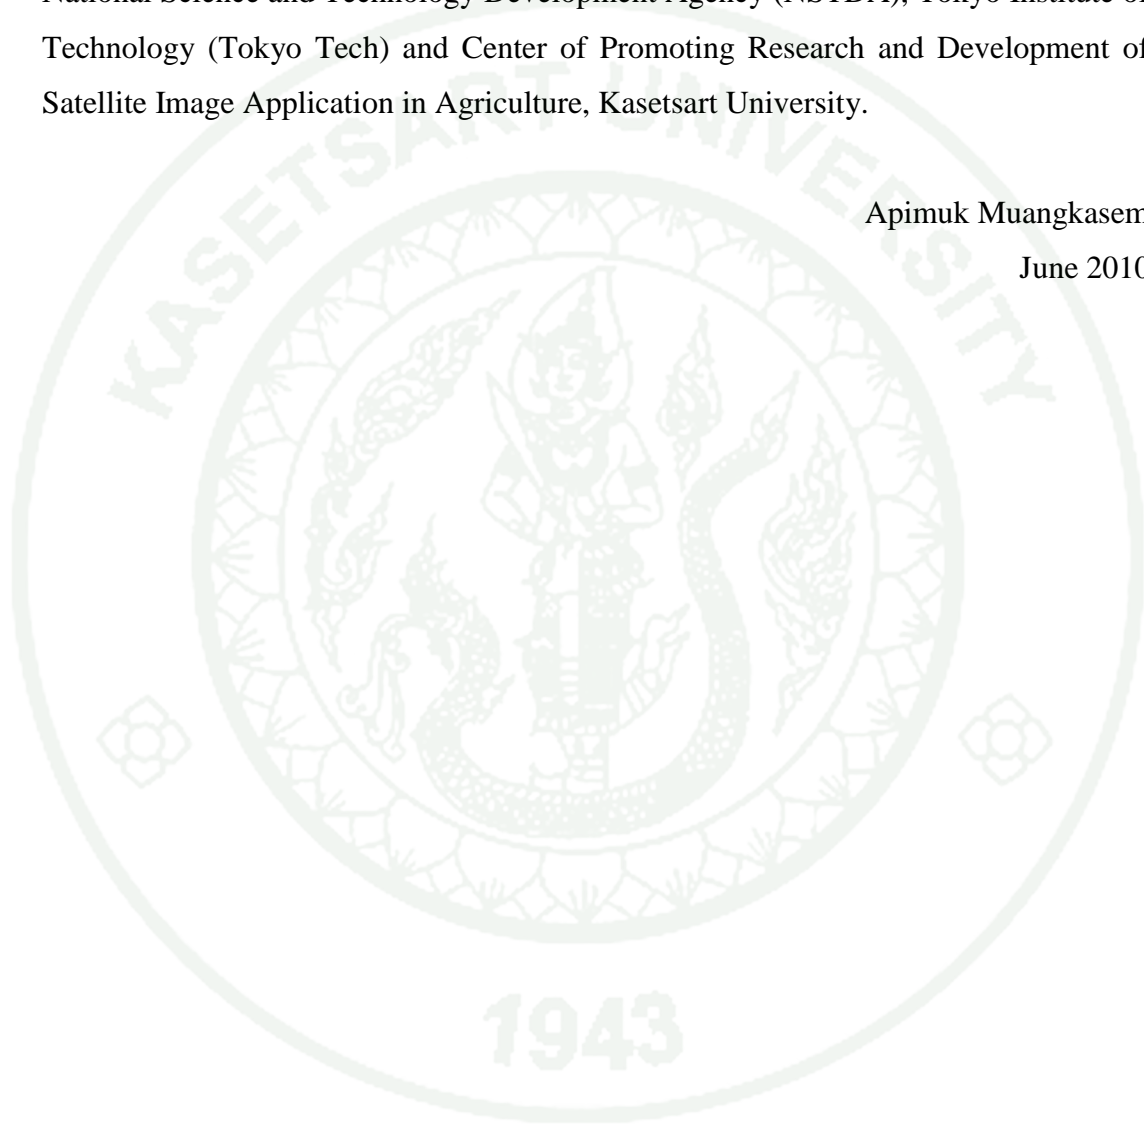 National Science and Technology Development Agency (NSTDA), Tokyo Institute of
Technology (Tokyo Tech) and Center of Promoting Research and Development of
Satellite Image Application in Agriculture, Kasetsart University.
KASETSART UNIVERSITY
Apimuk Muangkasem
June 2010
1943